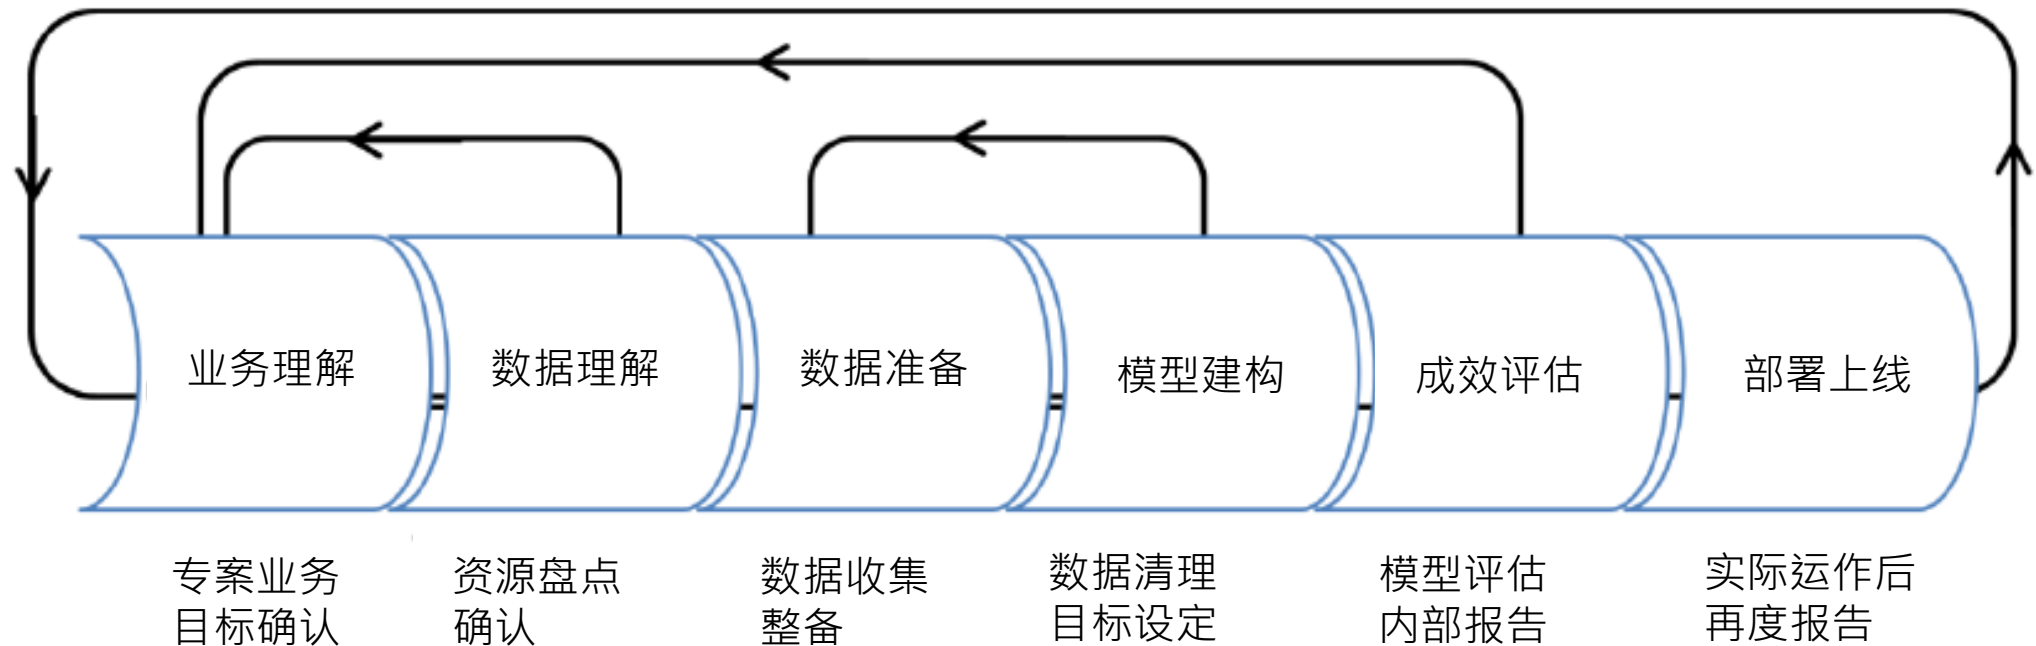 业务理解
数据理解
数据准备
模型建构
成效评估
部署上线
专案业务
目标确认
资源盘点
确认
数据收集
整备
数据清理
目标设定
模型评估
内部报告
实际运作后
再度报告